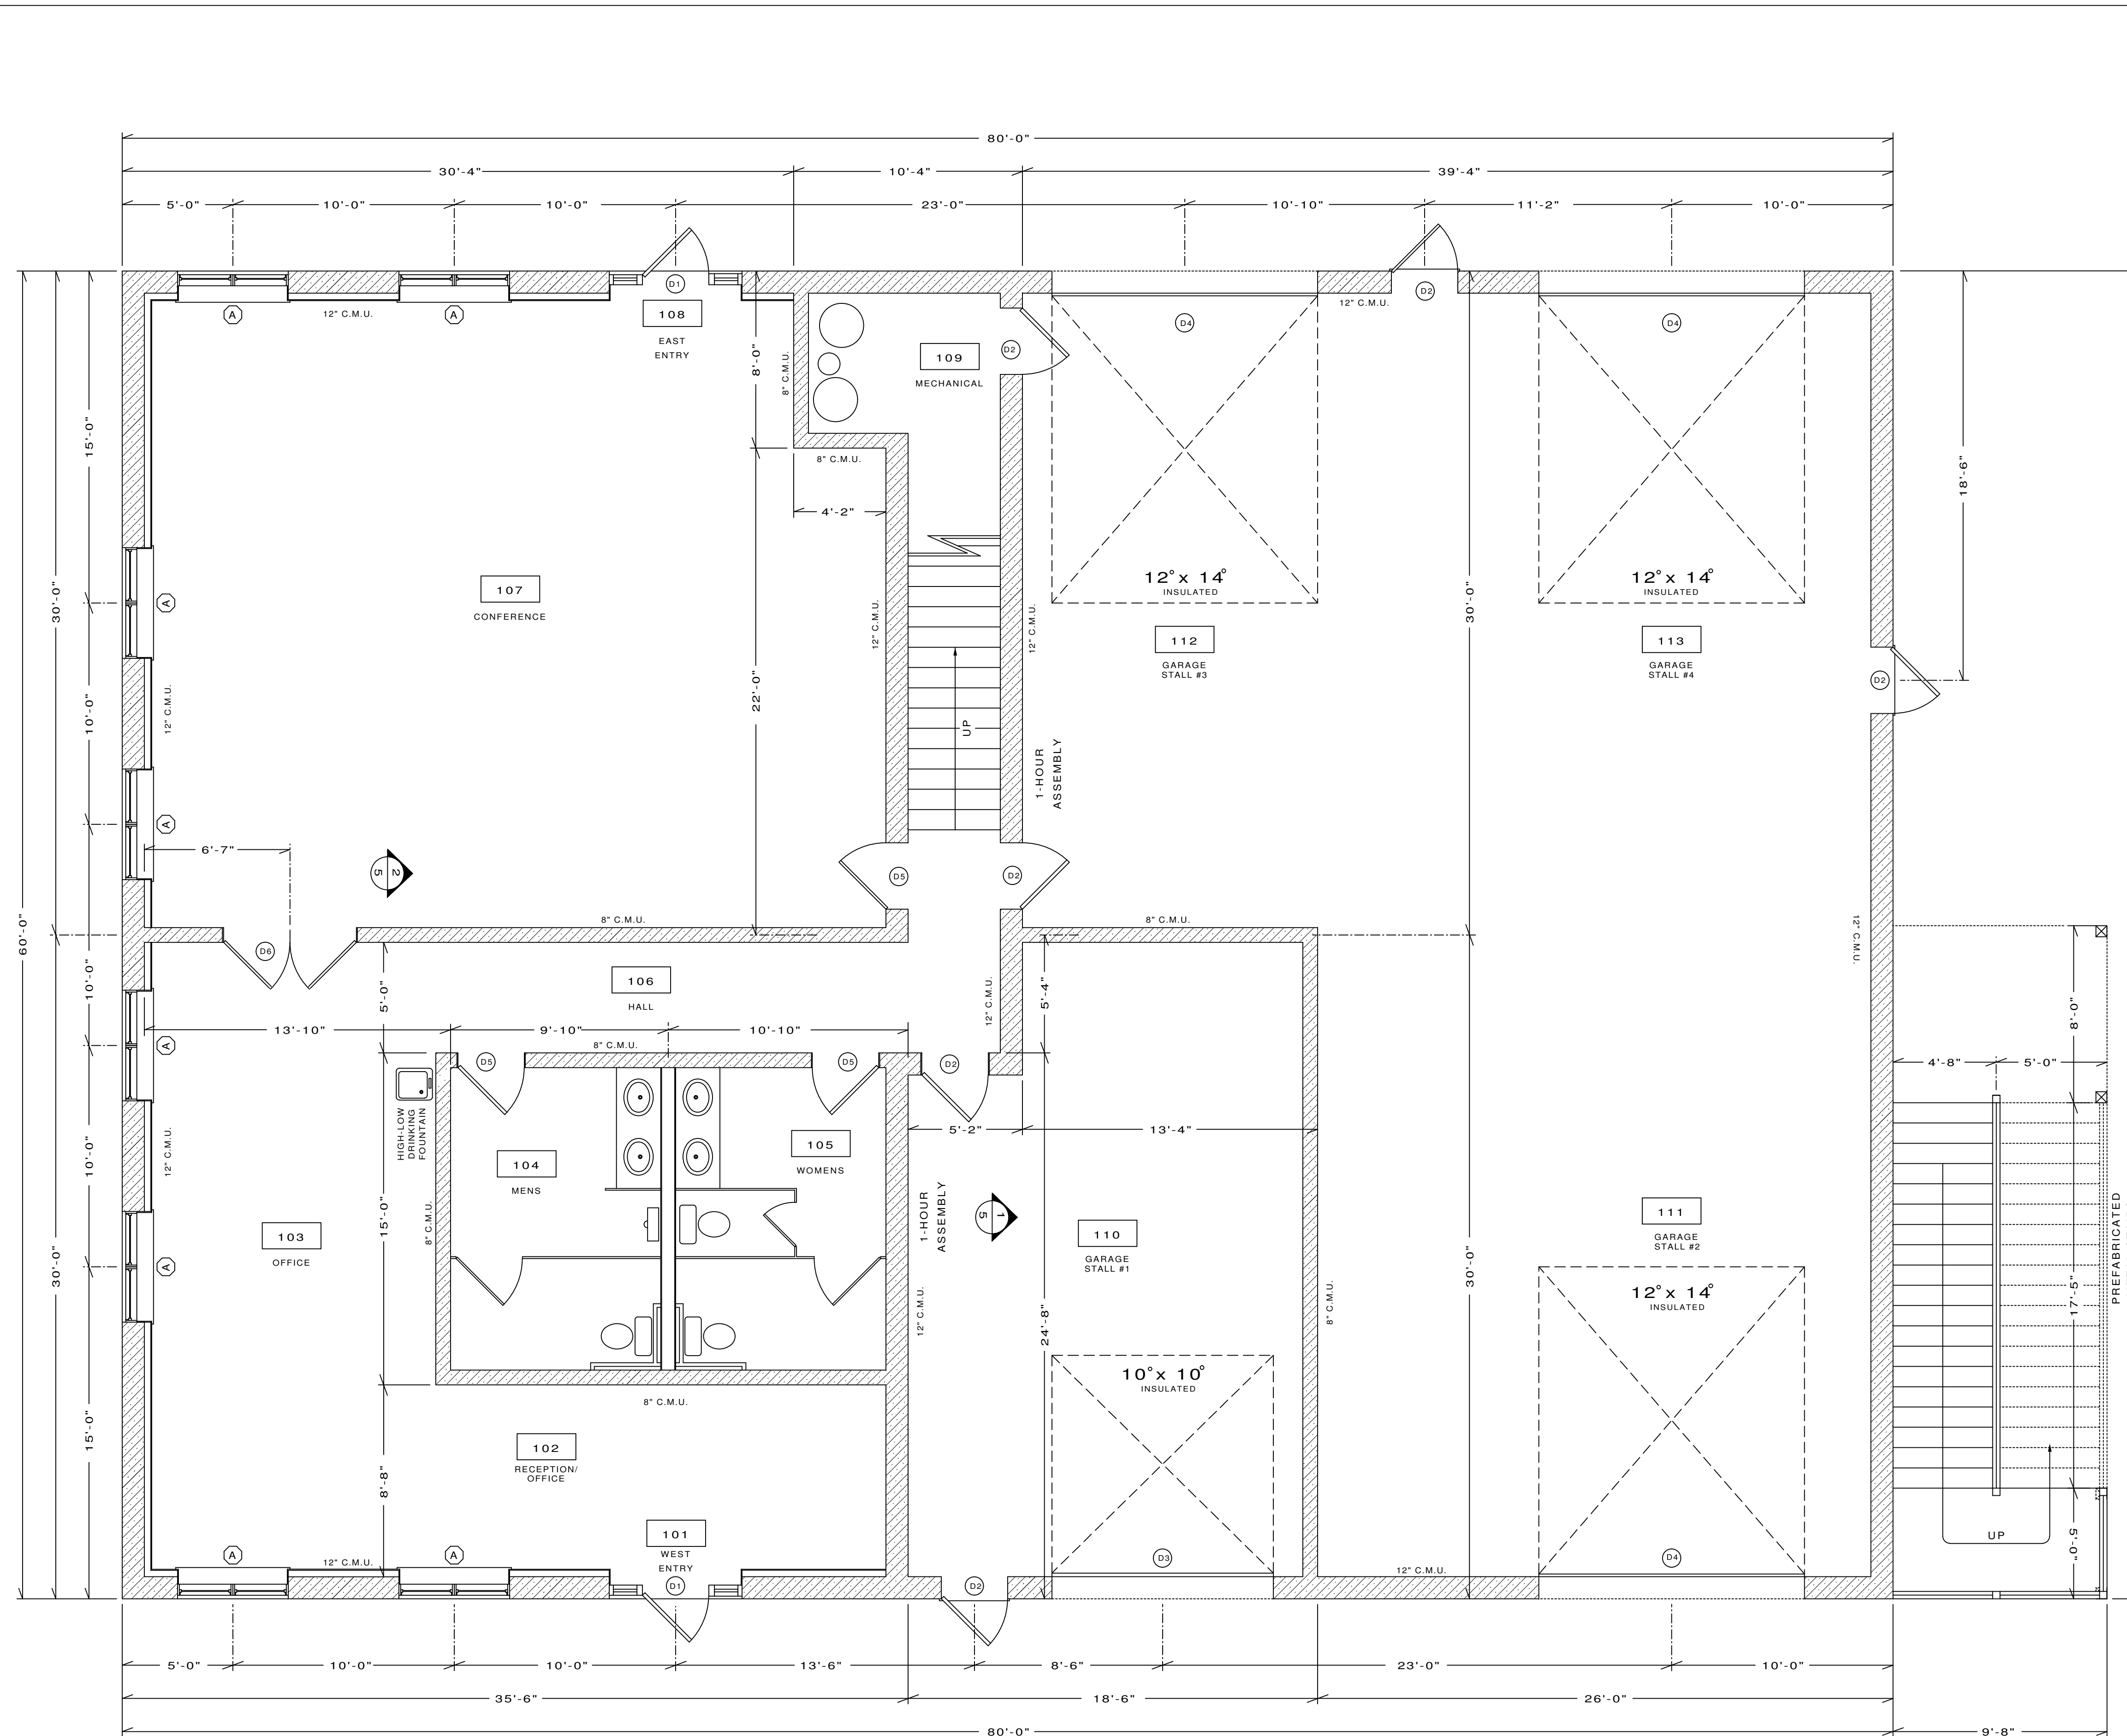 80'-0"
30'-4" 10'-4" 39'-4"
5'-0" 10'-0" 10'-0" 23'-0" 10'-10" 11'-2" 10'-0"
D1 D2
A 12" C.M.U. A
108
EAST
ENTRY
8'-0"
8" C.M.U.
109
MECHANICAL
D2
D4
12" C.M.U.
D4
8" C.M.U.
4'-2"
15'-0"
30'-0"
60'-0"
10'-0"
10'-0"
10'-0"
30'-0"
15'-0"
A
12" C.M.U.
A
107
CONFERENCE
22'-0"
12" C.M.U.
UP
12" C.M.U.
1-HOUR
ASSEMBLY
12° x 14°
INSULATED
112
GARAGE
STALL #3
30'-0"
12° x 14°
INSULATED
113
GARAGE
STALL #4
D2
18'-6"
6'-7"
2
5
D5 D2
8" C.M.U.
8" C.M.U.
12" C.M.U.
D6
5'-0"
106
HALL
12" C.M.U.
5'-4"
13'-10" 9'-10" 10'-10"
8" C.M.U.
A
D5 D5 D2
HIGH-LOW
DRINKING
FOUNTAIN
12" C.M.U.
5'-2" 13'-4"
104
MENS
105
WOMENS
15'-0"
8" C.M.U.
103
OFFICE
A
1-HOUR
ASSEMBLY
1
5
12" C.M.U.
24'-8"
110
GARAGE
STALL #1
8" C.M.U.
30'-0"
111
GARAGE
STALL #2
12° x 14°
INSULATED
10° x 10°
INSULATED
8'-0"
4'-8" 5'-0"
17'-5"
PREFABRICATED
UP
5'-0"
8" C.M.U.
8'-8"
102
RECEPTION/
OFFICE
101
WEST
ENTRY
A 12" C.M.U. A
D1 D2 D3
12" C.M.U.
D4
5'-0" 10'-0" 10'-0" 13'-6" 8'-6" 23'-0" 10'-0"
35'-6" 18'-6" 26'-0"
80'-0" 9'-8"